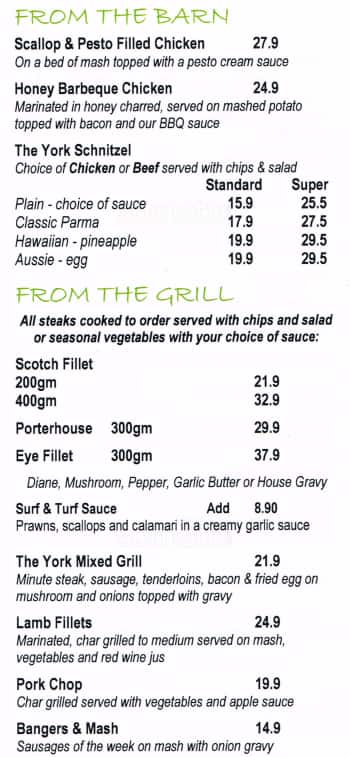 FROM THE BARN
Scallop & Pesto Filled Chicken 27.9
On a bed of mash topped with a pesto cream sauce
Honey Barbeque Chicken 24.9
Marinated in honey charred, served on mashed potato
topped with bacon and our BBQ sauce
The York Schnitzel
Choice of Chicken or Beef served with chips & salad
Standard Super
Plain - choice of sauce 15.9 25.5
Classic Parma 17.9 27.5
Hawaiian - pineapple 19.9 29.5
Aussie - egg 19.9 29.5
FROM THE GRILL
All steaks cooked to order served with chips and salad
or seasonal vegetables with your choice of sauce:
Scotch Fillet
200gm 21.9
400gm 32.9
Porterhouse 300gm 29.9
Eye Fillet 300gm 37.9
Diane, Mushroom, Pepper, Garlic Butter or House Gravy
Surf & Turf Sauce Add 8.90
Prawns, scallops and calamari in a creamy garlic sauce
The York Mixed Grill 21.9
Minute steak, sausage, tenderloins, bacon & fried egg on
mushroom and onions topped with gravy
Lamb Fillets 24.9
Marinated, char grilled to medium served on mash,
vegetables and red wine jus
Pork Chop 19.9
Char grilled served with vegetables and apple sauce
Bangers & Mash 14.9
Sausages of the week on mash with onion gravy